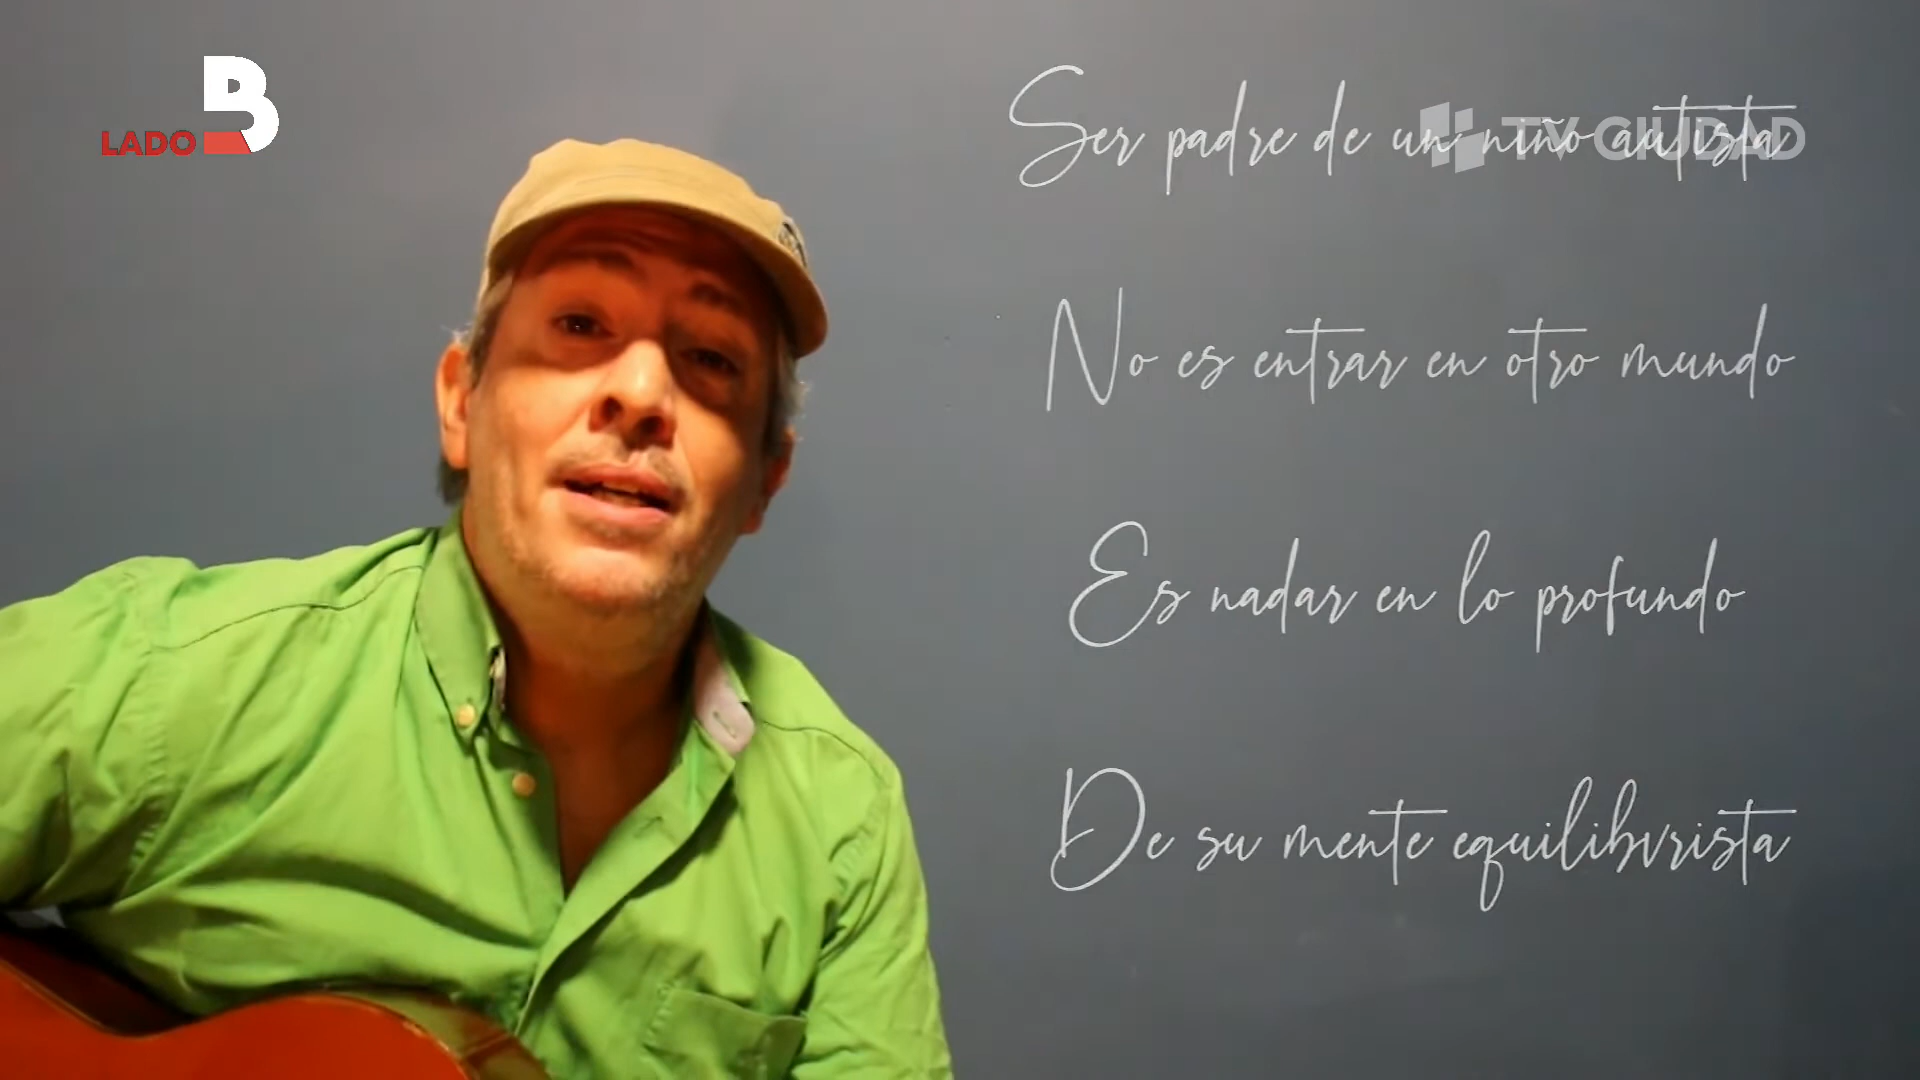 LADO B
TV CIUDAD
Ser padre de un niño autista
No es entrar en otro mundo
Es nadar en lo profundo
De su mente equilibvrista